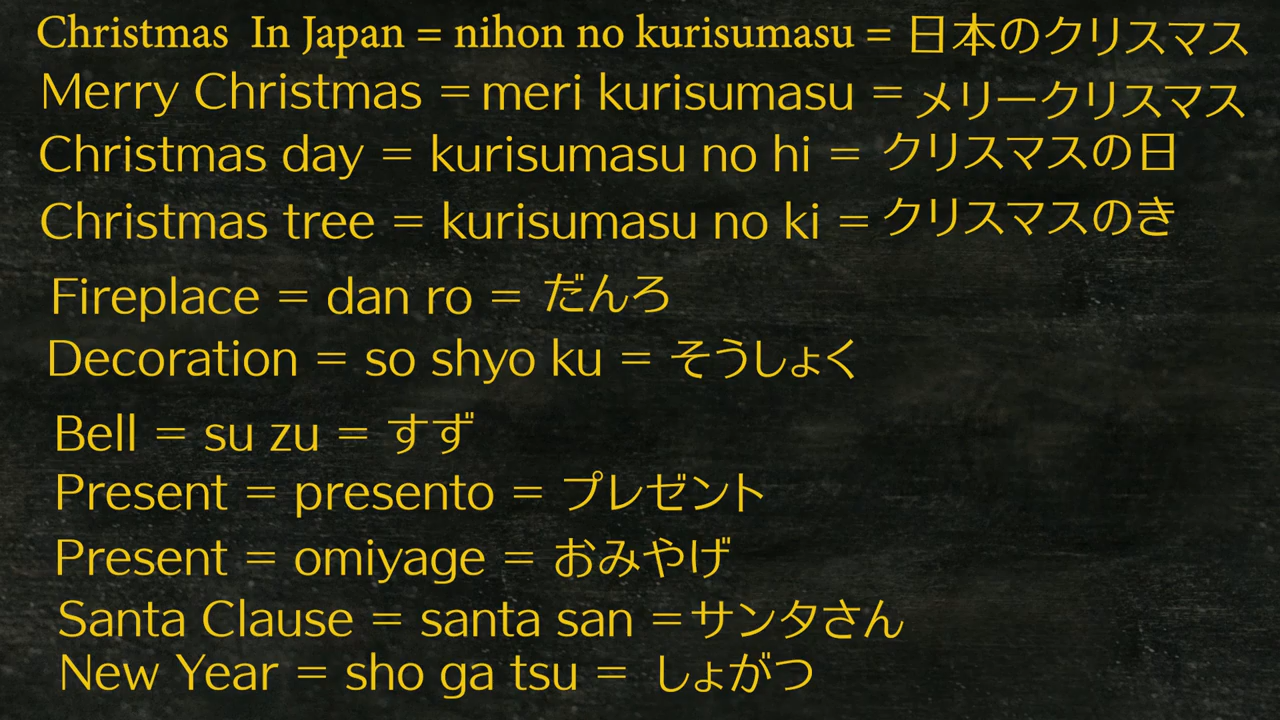 Christmas In Japan = nihon no kurisumasu = 日本のクリスマス
Merry Christmas = meri kurisumasu = メリークリスマス
Christmas day = kurisumasu no hi = クリスマスの日
Christmas tree = kurisumasu no ki = クリスマスのき
Fireplace = dan ro = だんろ
Decoration = so shyo ku = そうしょく
Bell = su zu = すず
Present = presento = プレゼント
Present = omiyage = おみやげ
Santa Clause = santa san = サンタさん
New Year = sho ga tsu = しょがつ